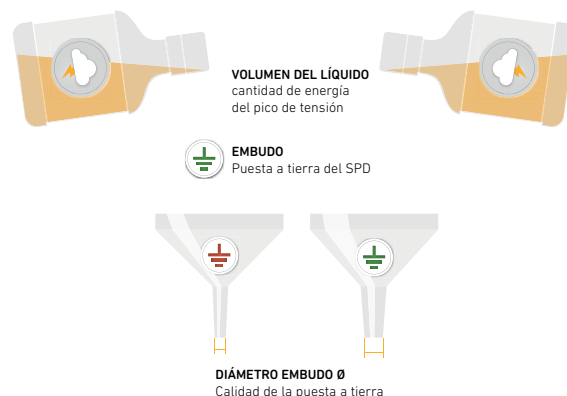 VOLUMEN DEL LÍQUIDO
cantidad de energía
del pico de tensión
EMBUDO
Puesta a tierra del SPD
DIÁMETRO EMBUDO Ø
Calidad de la puesta a tierra